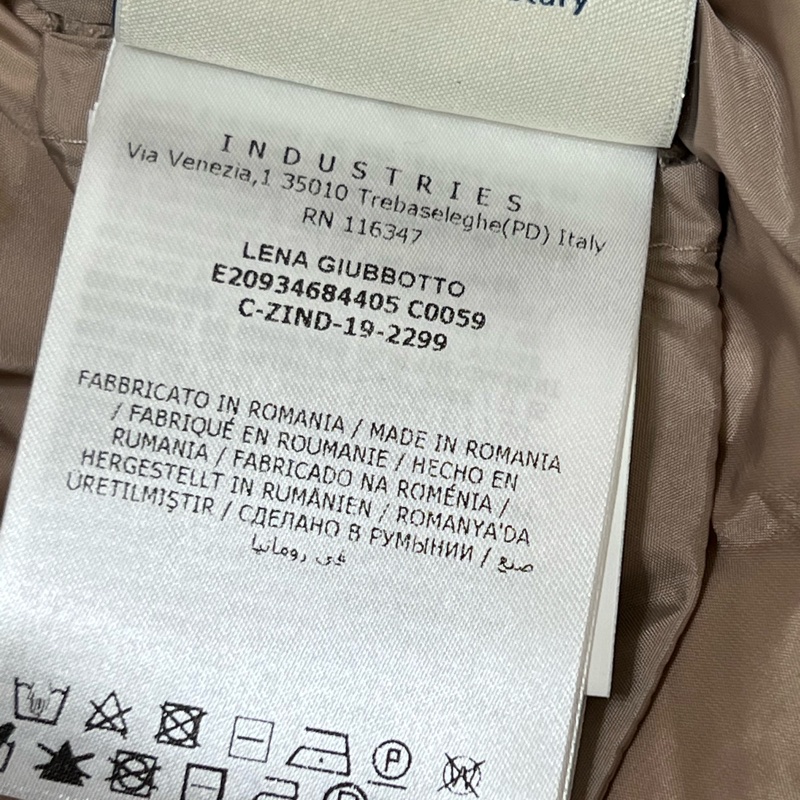 INDUSTRIES
Via Venezia,1 35010 Trebaseleghe(PD) Italy
RN 116347
LENA GIUBBOTTO
E20934684405 C0059
C-ZIND-19-2299
FABBRICATO IN ROMANIA / MADE IN ROMANIA
/ FABRIQUÉ EN ROUMANIE / HECHO EN
RUMANIA / FABRICADO NA ROMÉNIA /
HERGESTELLT IN RUMÄNIEN / ROMANYA'DA
ÜRETILMIŞTIR / СДЕЛАНО В РУМЫНИИ / صنع
في رومانيا
P
W